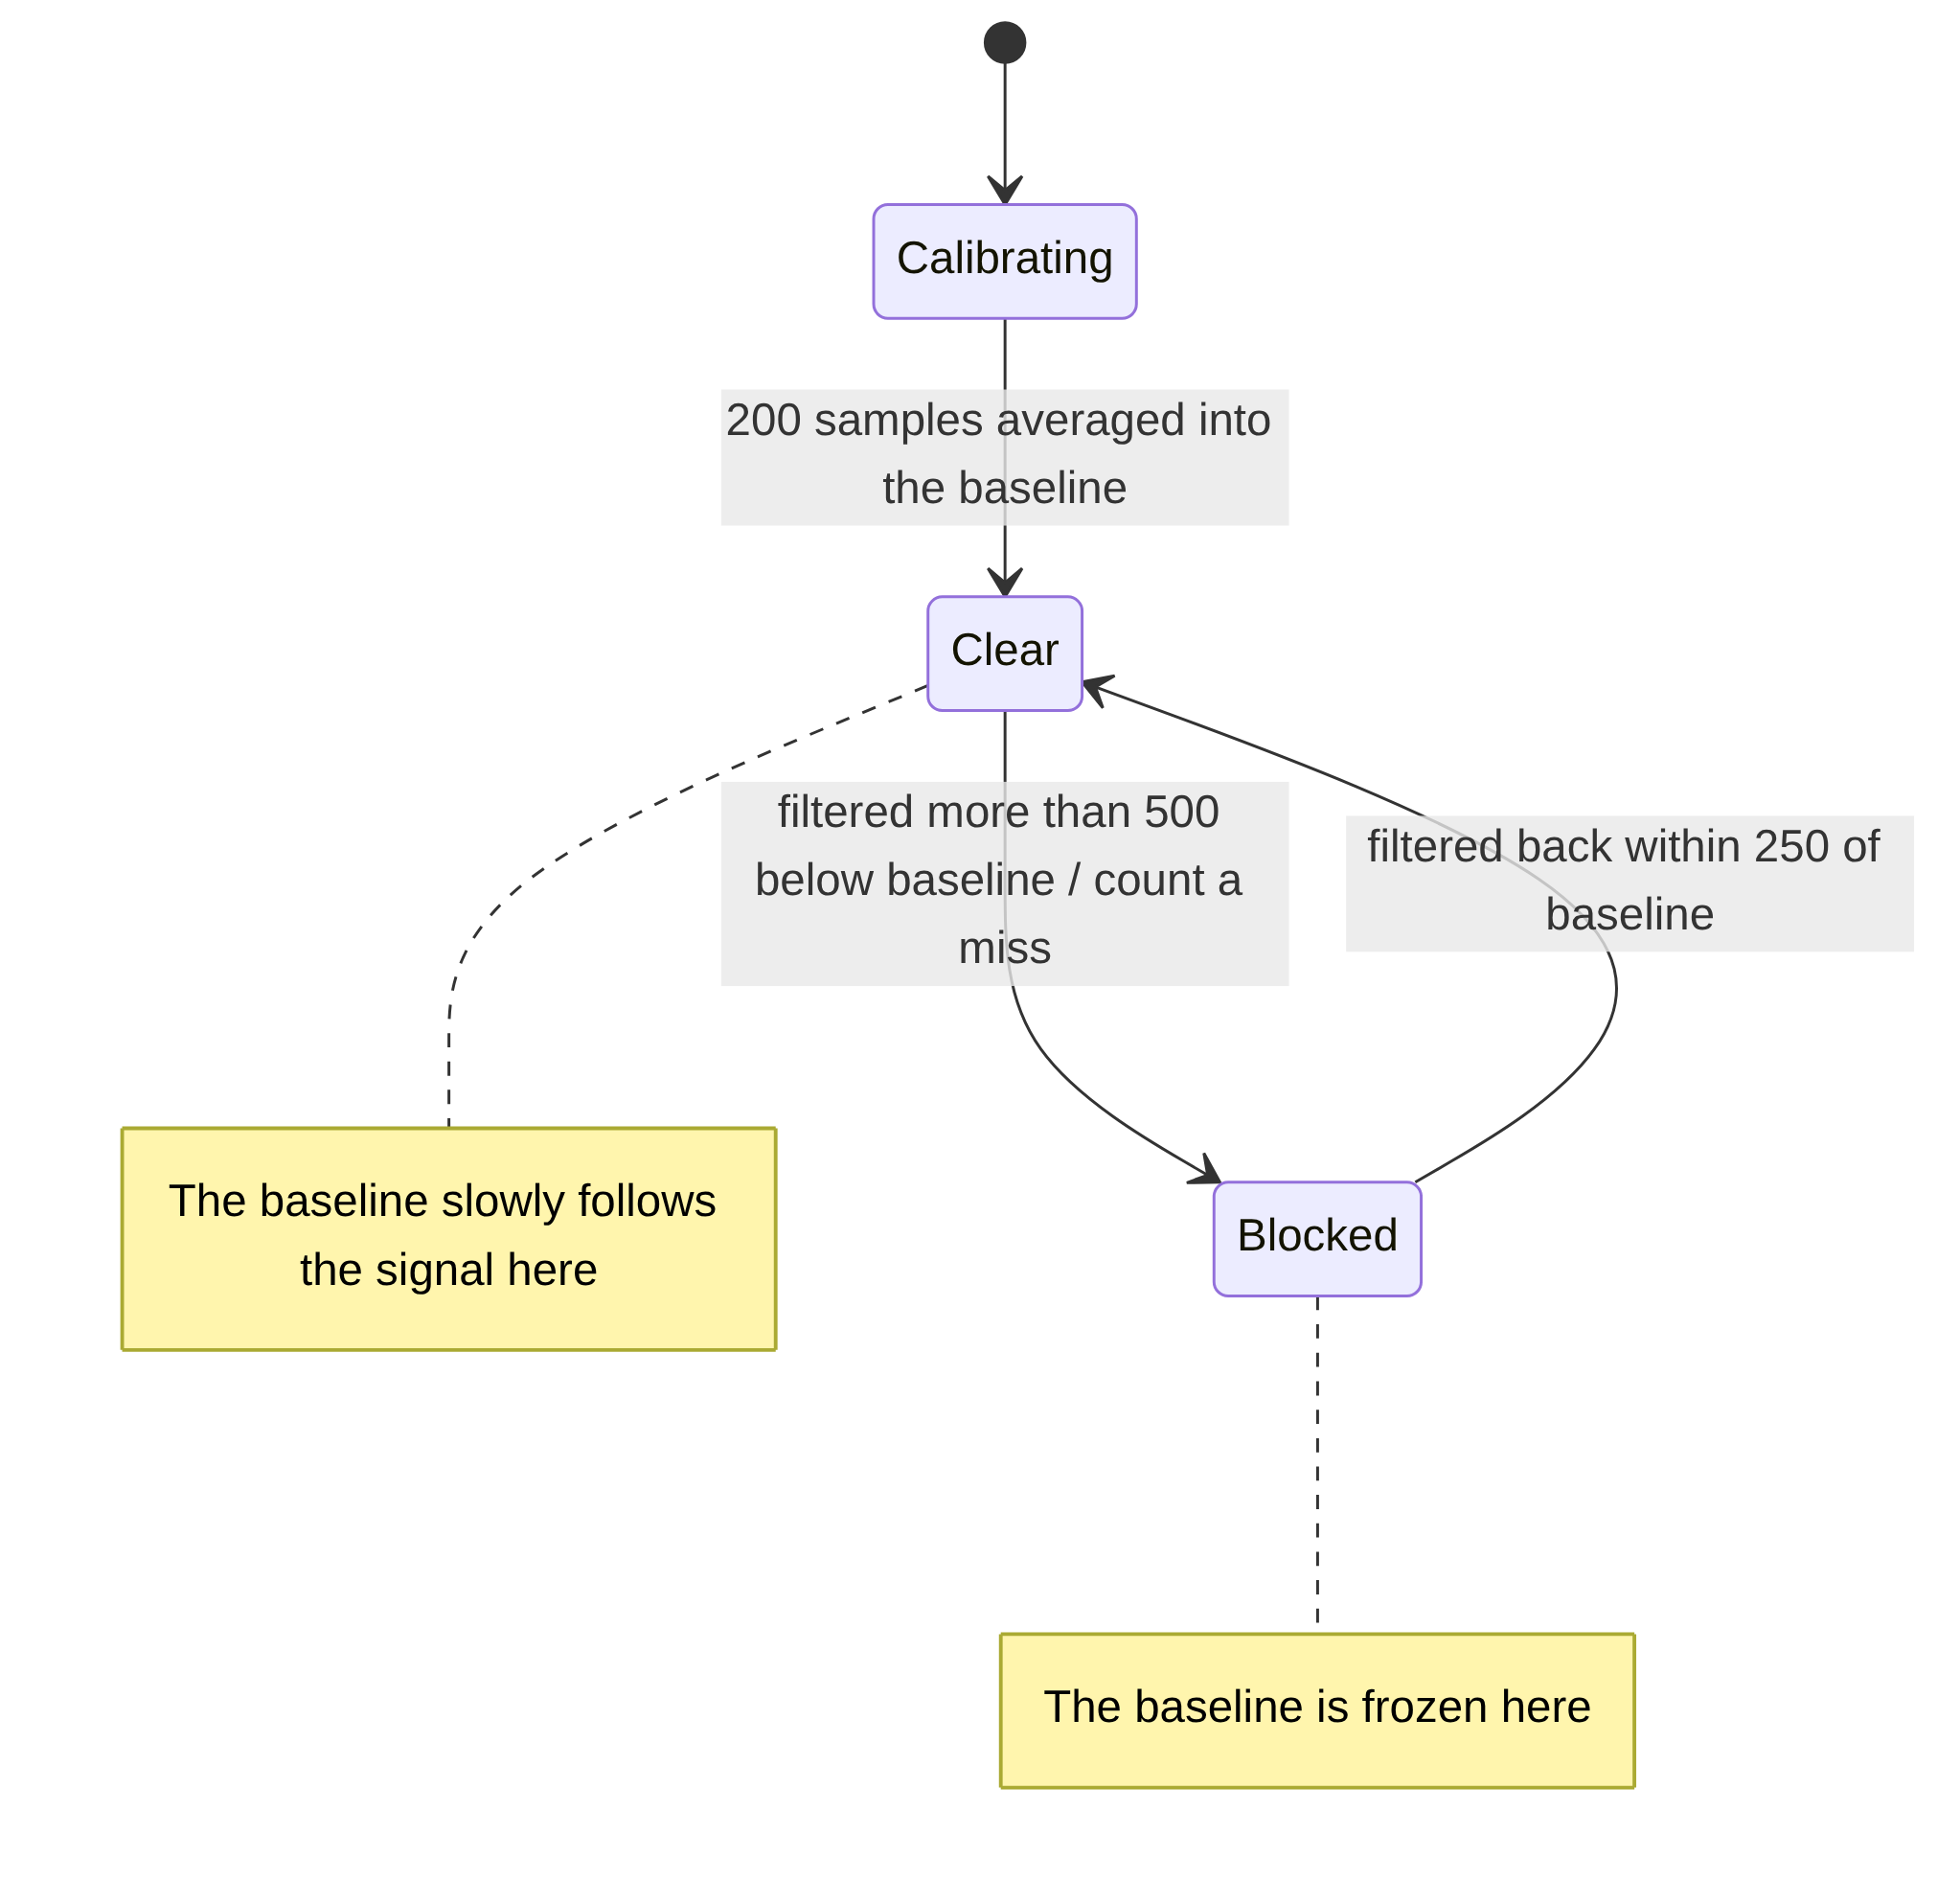 Calibrating
200 samples averaged into
the baseline
Clear
filtered more than 500
below baseline / count a
miss
filtered back within 250 of
baseline
The baseline slowly follows
the signal here
Blocked
The baseline is frozen here